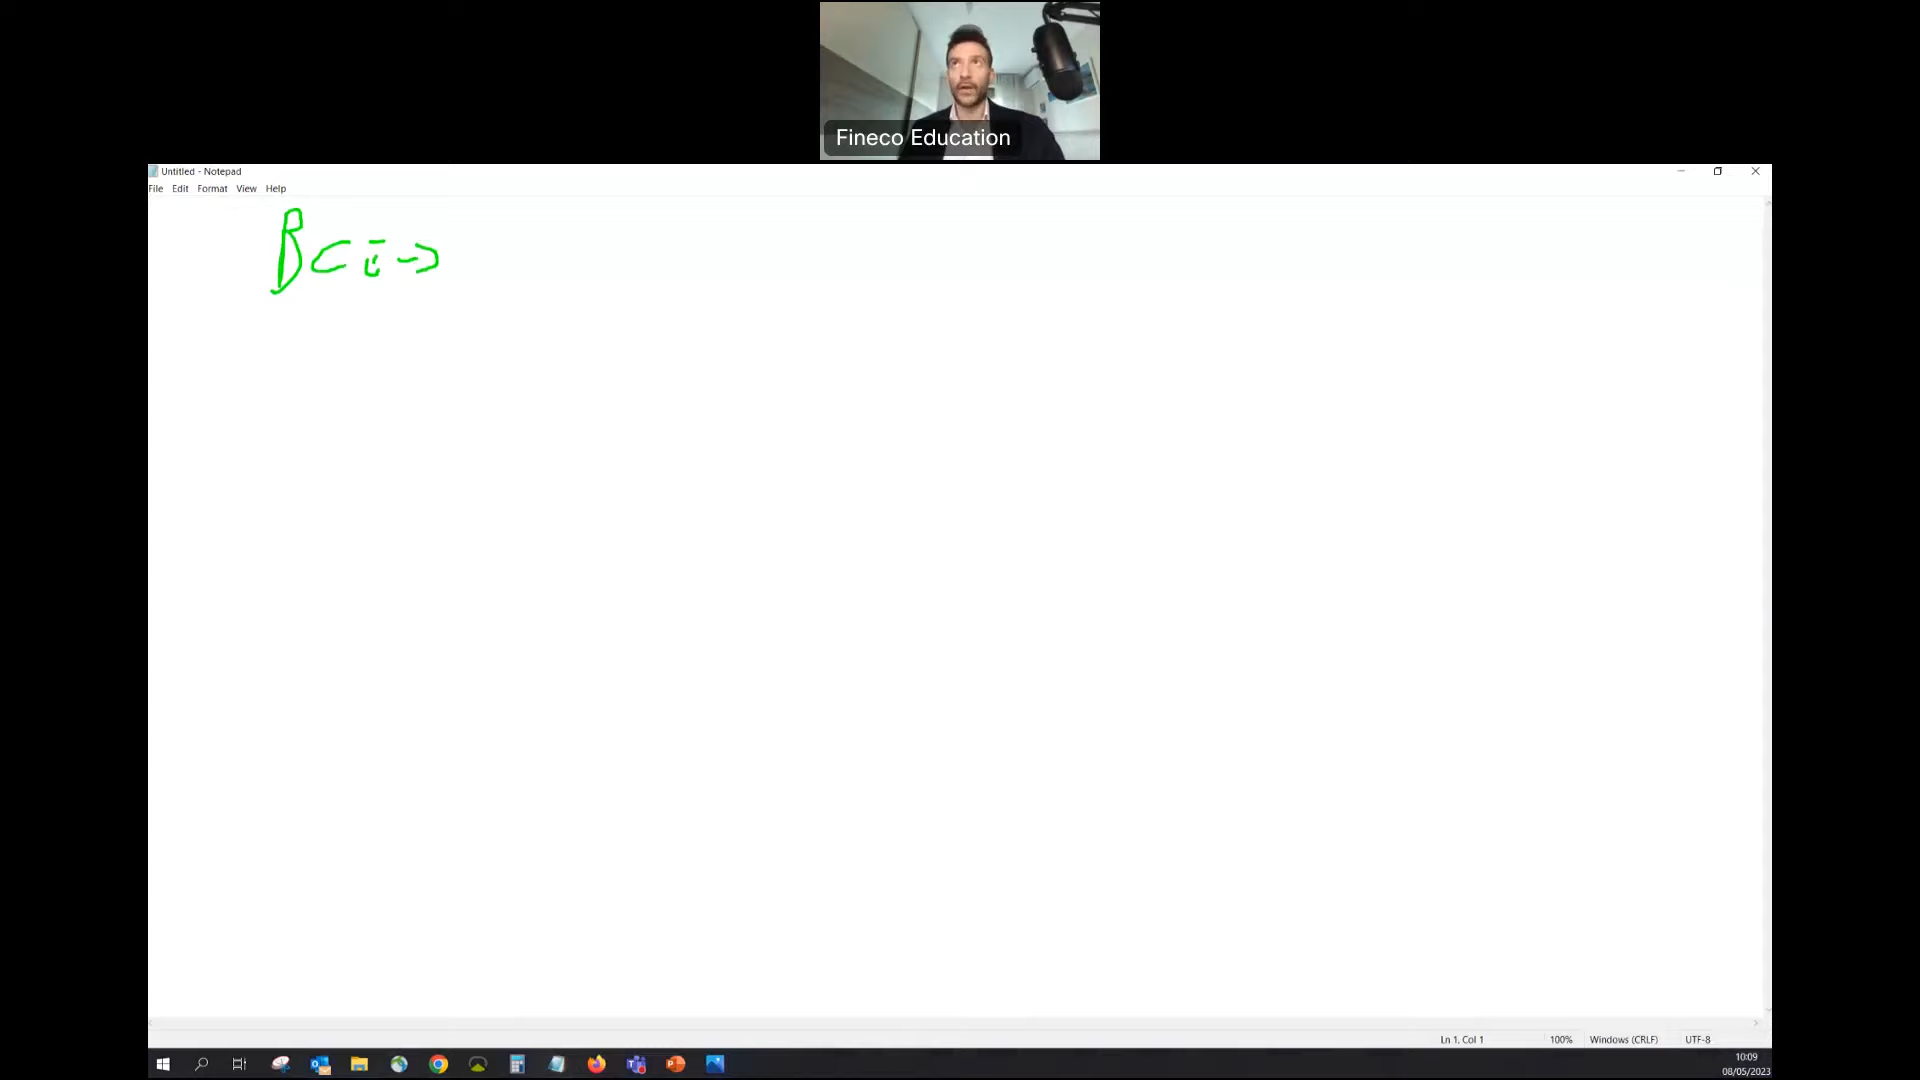 Fineco Education
Untitled - Notepad
File Edit Format View Help
Ln 1, Col 1 100% Windows (CRLF) UTF-8
10:09
08/05/2023